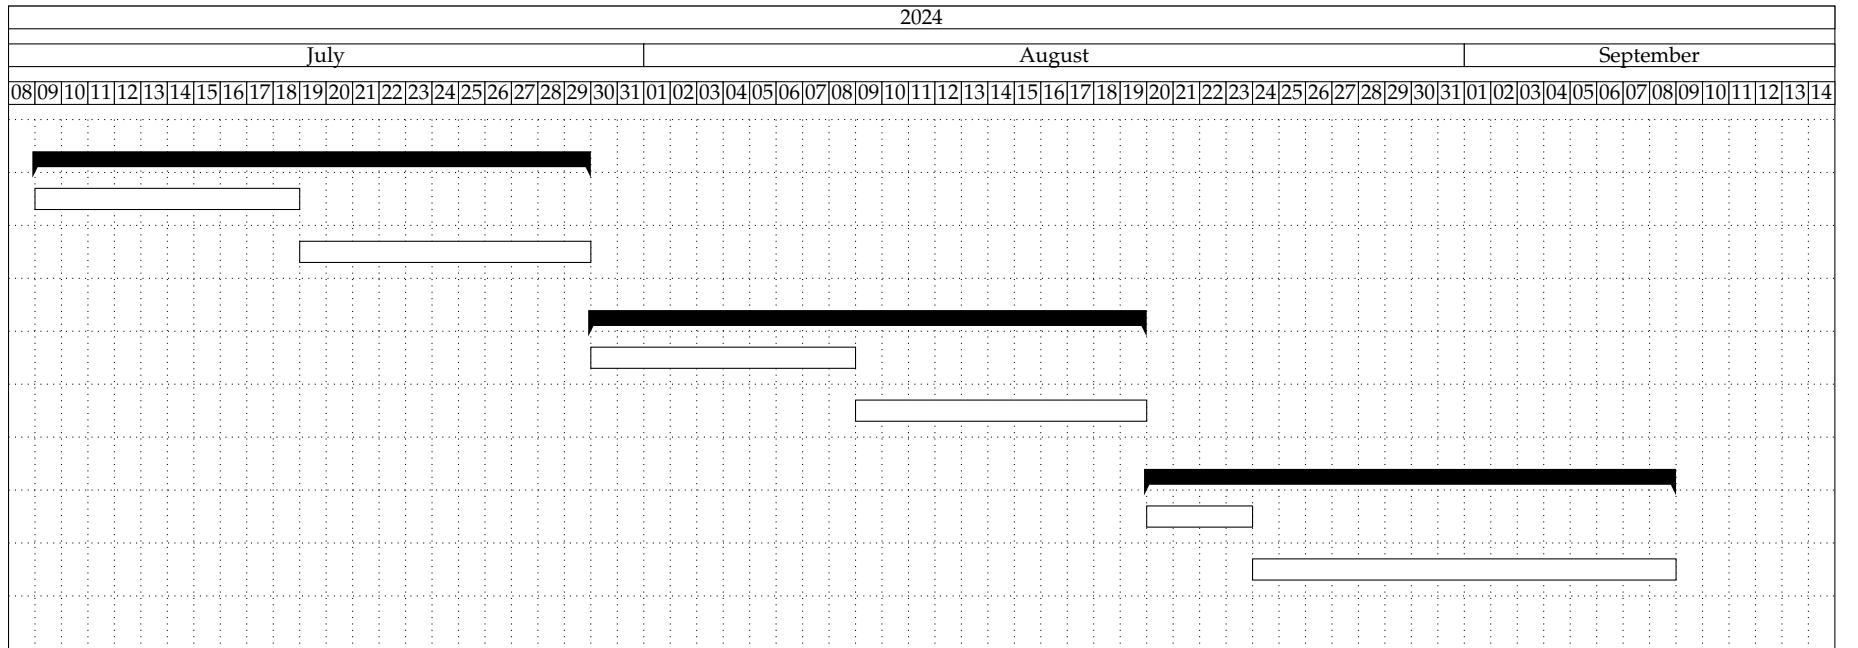 2024
July August September
08 09 10 11 12 13 14 15 16 17 18 19 20 21 22 23 24 25 26 27 28 29 30 31 01 02 03 04 05 06 07 08 09 10 11 12 13 14 15 16 17 18 19 20 21 22 23 24 25 26 27 28 29 30 31 01 02 03 04 05 06 07 08 09 10 11 12 13 14